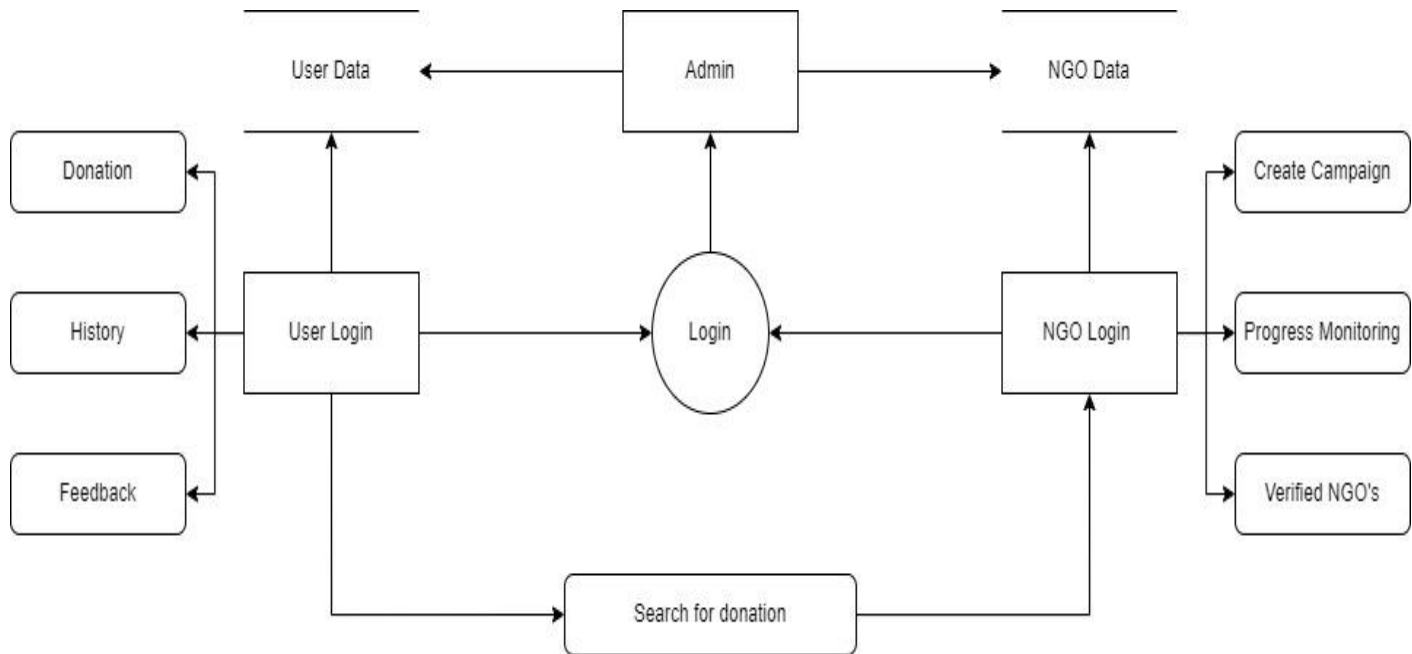 User Data
Admin
NGO Data
Donation
Create Campaign
History
User Login
Login
NGO Login
Progress Monitoring
Feedback
Verified NGO's
Search for donation